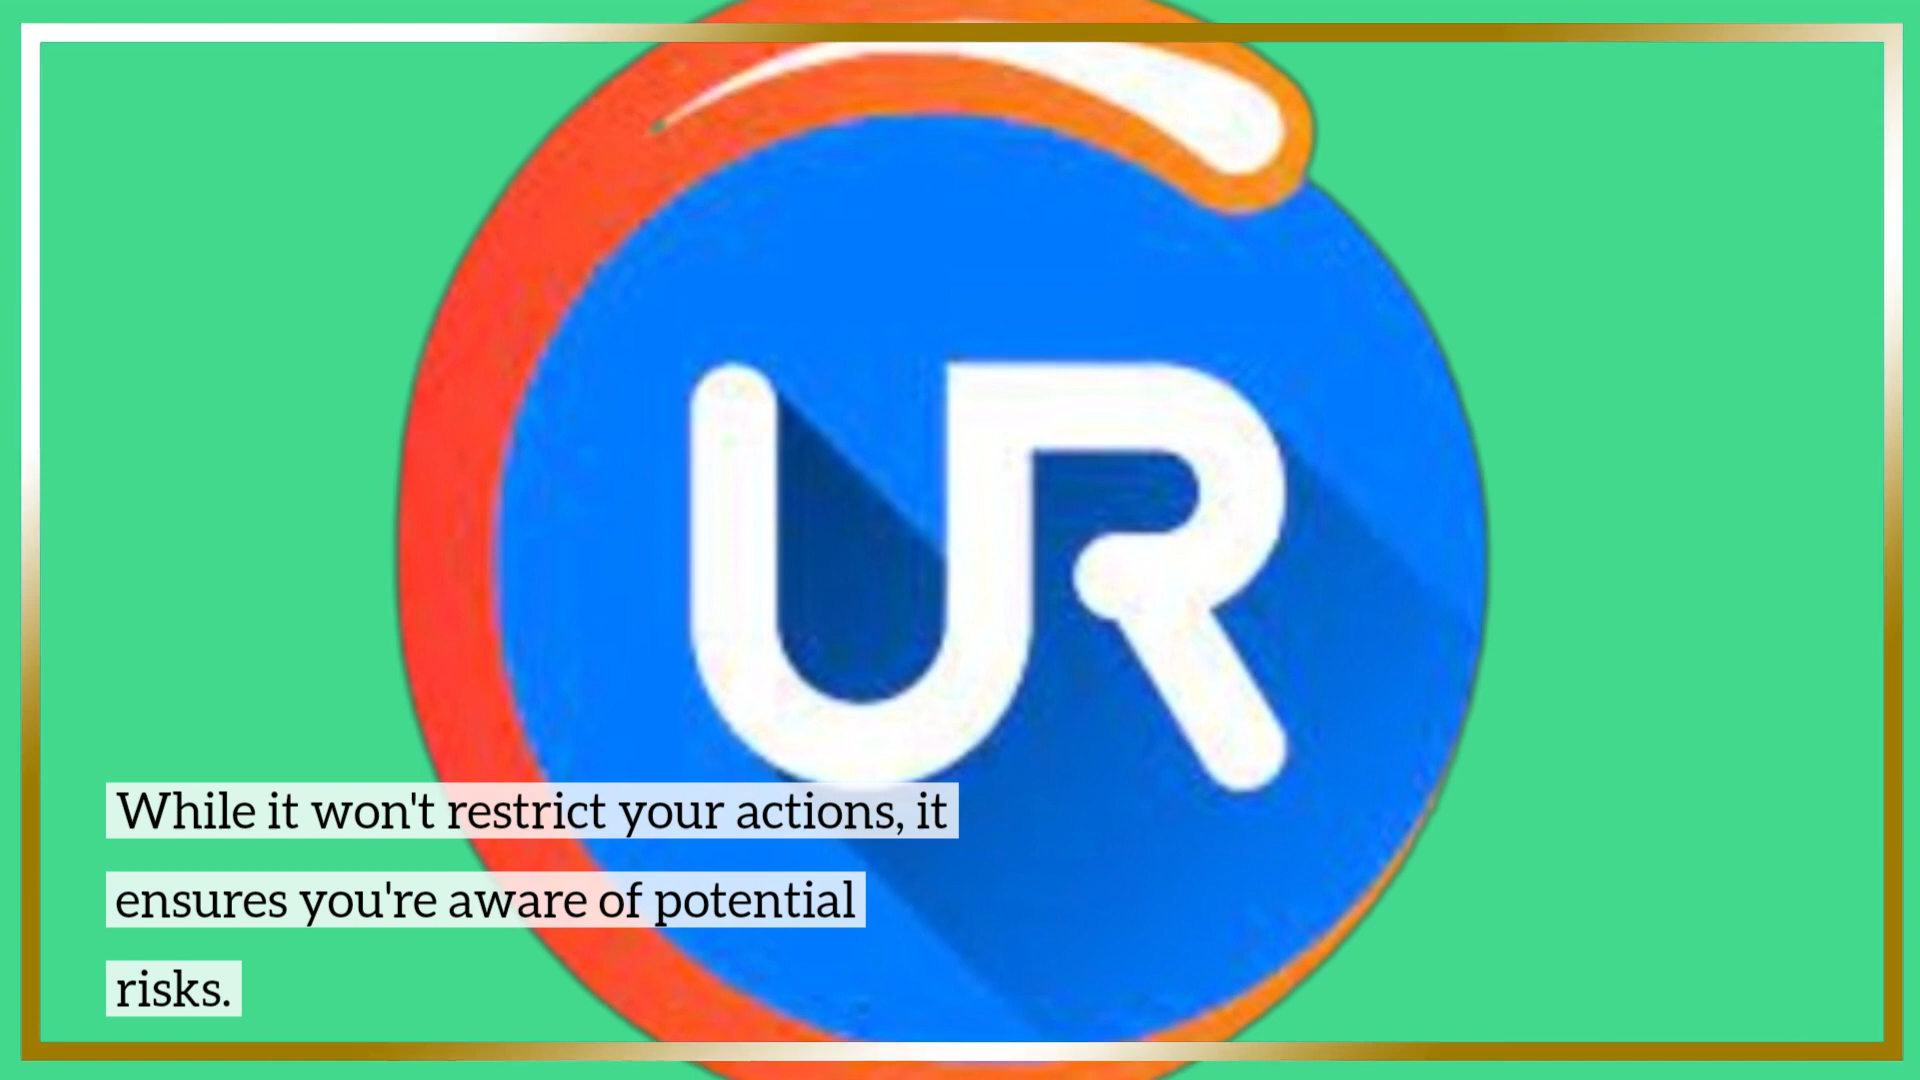 UR
While it won't restrict your actions, it
ensures you're aware of potential
risks.